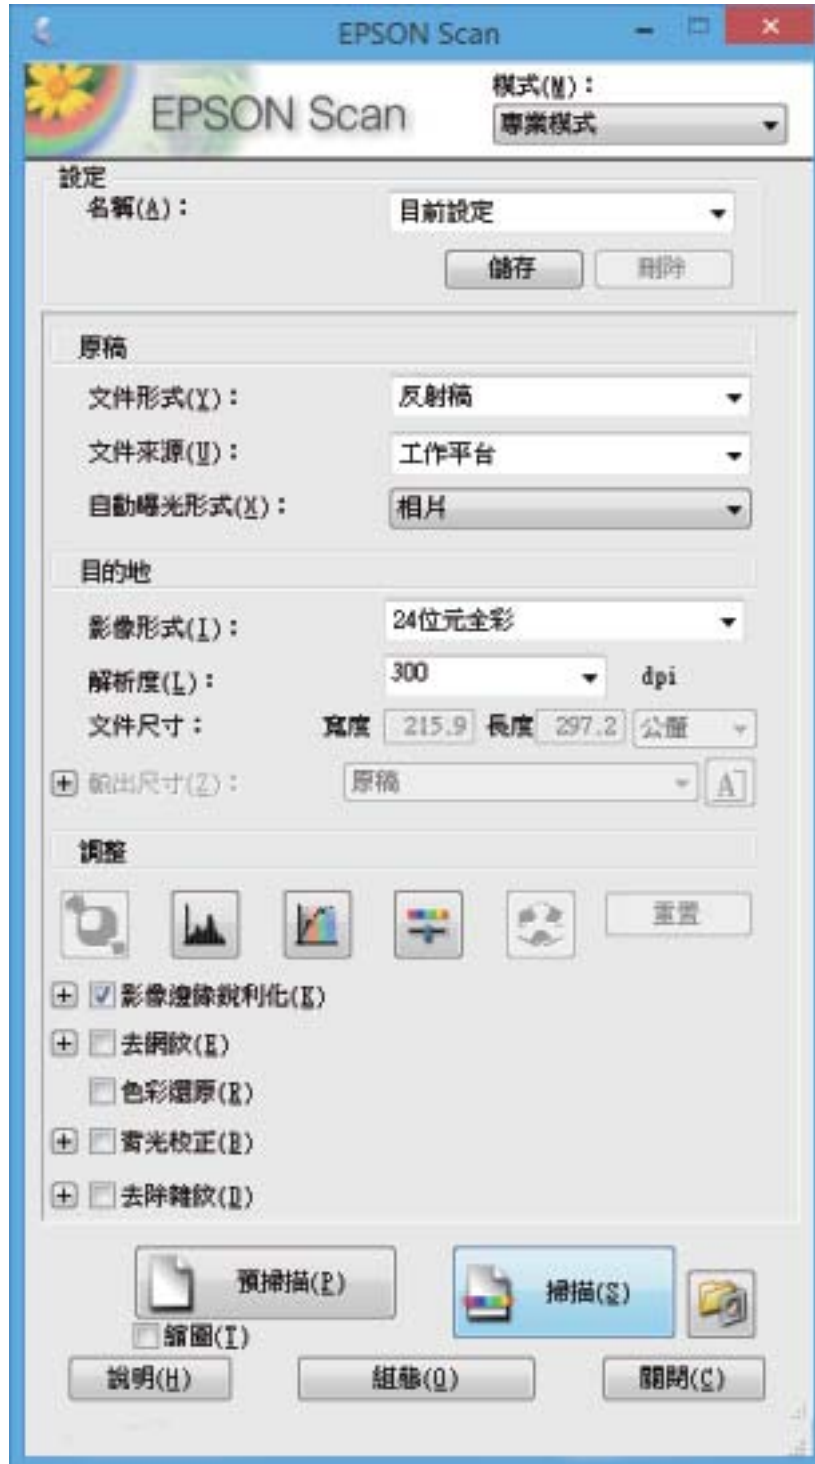 EPSON Scan
EPSON Scan
模式(M)：
專業模式
設定
名稱(A)：
目前設定
儲存
刪除
原稿
文件形式(Y)：
反射稿
文件來源(U)：
工作平台
自動曝光形式(X)：
相片
目的地
影像形式(I)：
24位元全彩
解析度(L)：
300
dpi
文件尺寸：
寬度 215.9 長度 297.2 公釐
輸出尺寸(Z)：
原稿
調整
重置
影像邊緣銳利化(K)
去網紋(E)
色彩還原(R)
背光校正(B)
去除雜紋(D)
預掃描(P)
掃描(S)
縮圖(T)
說明(H)
組態(O)
關閉(C)